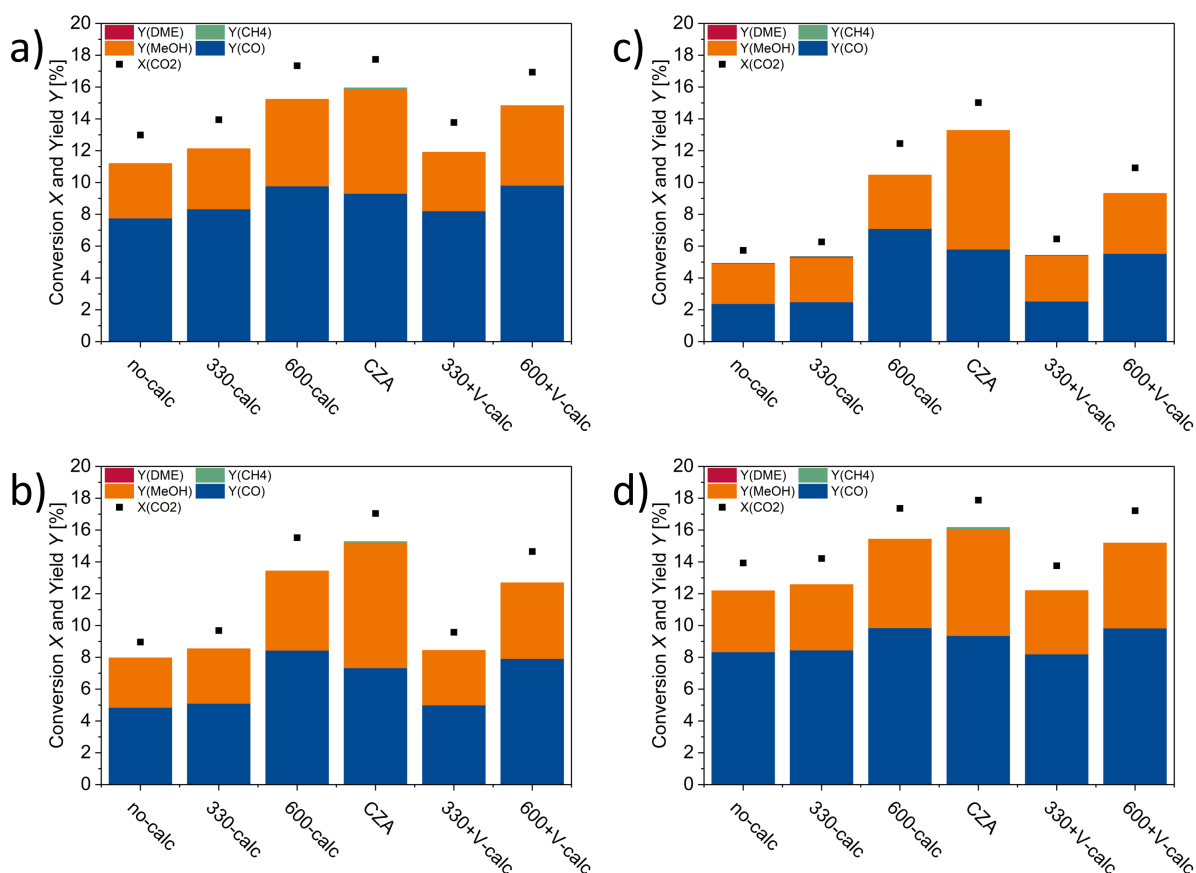 a)
Y(DME) Y(CH4)
Y(MeOH) Y(CO)
X(CO2)
Conversion X and Yield Y [%]
20
18
16
14
12
10
8
6
4
2
0
no-calc
330-calc
600-calc
CZA
330+V-calc
600+V-calc
c)
Y(DME) Y(CH4)
Y(MeOH) Y(CO)
X(CO2)
Conversion X and Yield Y [%]
20
18
16
14
12
10
8
6
4
2
0
no-calc
330-calc
600-calc
CZA
330+V-calc
600+V-calc
b)
Y(DME) Y(CH4)
Y(MeOH) Y(CO)
X(CO2)
Conversion X and Yield Y [%]
20
18
16
14
12
10
8
6
4
2
0
no-calc
330-calc
600-calc
CZA
330+V-calc
600+V-calc
d)
Y(DME) Y(CH4)
Y(MeOH) Y(CO)
X(CO2)
Conversion X and Yield Y [%]
20
18
16
14
12
10
8
6
4
2
0
no-calc
330-calc
600-calc
CZA
330+V-calc
600+V-calc